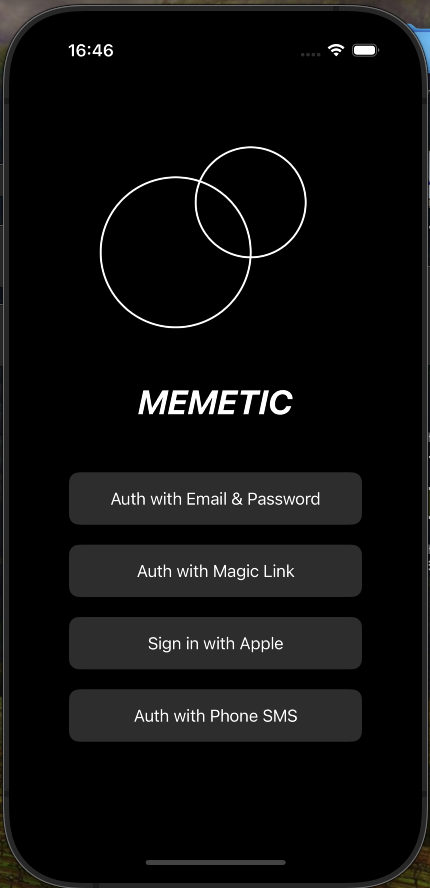 16:46
MEMETIC
Auth with Email & Password
Auth with Magic Link
Sign in with Apple
Auth with Phone SMS